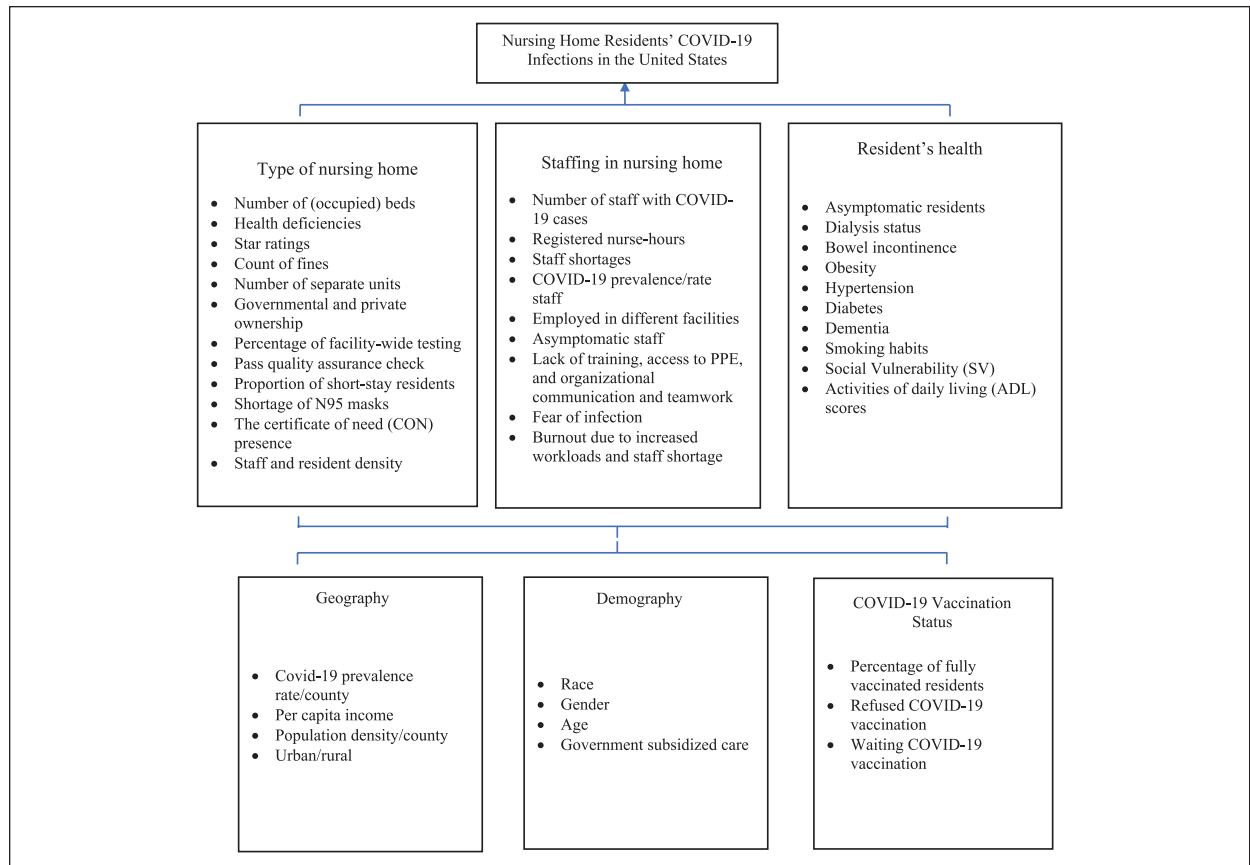 Nursing Home Residents’ COVID-19
Infections in the United States
Type of nursing home
• Number of (occupied) beds
• Health deficiencies
• Star ratings
• Count of fines
• Number of separate units
• Governmental and private
ownership
• Percentage of facility-wide testing
• Pass quality assurance check
• Proportion of short-stay residents
• Shortage of N95 masks
• The certificate of need (CON)
presence
• Staff and resident density
Staffing in nursing home
• Number of staff with COVID-
19 cases
• Registered nurse-hours
• Staff shortages
• COVID-19 prevalence/rate
staff
• Employed in different facilities
• Asymptomatic staff
• Lack of training, access to PPE,
and organizational
communication and teamwork
• Fear of infection
• Burnout due to increased
workloads and staff shortage
Resident’s health
• Asymptomatic residents
• Dialysis status
• Bowel incontinence
• Obesity
• Hypertension
• Diabetes
• Dementia
• Smoking habits
• Social Vulnerability (SV)
• Activities of daily living (ADL)
scores
Geography
• Covid-19 prevalence
rate/county
• Per capita income
• Population density/county
• Urban/rural
Demography
• Race
• Gender
• Age
• Government subsidized care
COVID-19 Vaccination
Status
• Percentage of fully
vaccinated residents
• Refused COVID-19
vaccination
• Waiting COVID-19
vaccination